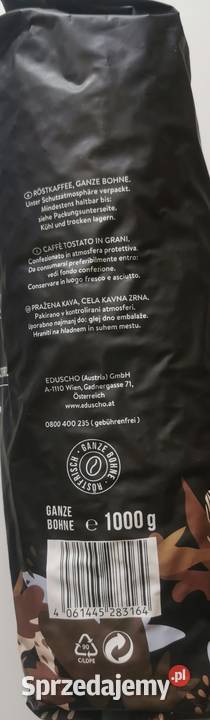 RÖSTKAFFEE, GANZE BOHNE.
Unter Schutzatmosphäre verpackt.
Mindestens haltbar bis:
siehe Packungsunterseite.
Kühl und trocken lagern.
CAFFÈ TOSTATO IN GRANI.
Confezionato in atmosfera protettiva.
Da consumarsi preferibilmente entro:
vedi fondo confezione.
Conservare in luogo fresco e asciutto.
PRAŽENA KAVA, CELA KAVNA ZRNA.
Pakirano v kontrolirani atmosferi.
Uporabno najmanj do: glej dno embalaže.
Hraniti na hladnem in suhem mestu.
EDUSCHO (Austria) GmbH
A-1110 Wien, Gadnergasse 71,
Österreich
www.eduscho.at
0800 400 235 ( gebührenfrei )
GANZE BOHNE
RÖSTFRISCH
GANZE
BOHNE ℮ 1000 g
4 061445 283164
90
C/LDPE
Sprzedajemy.pl